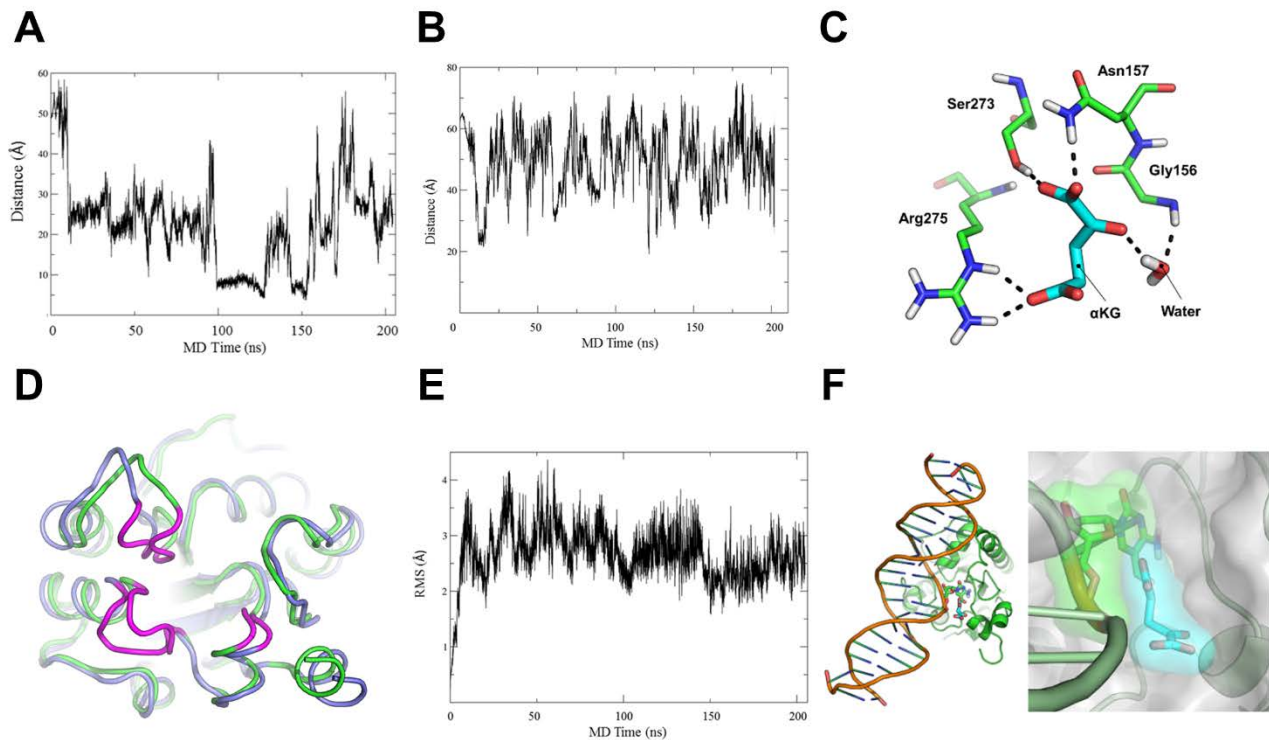 A
Distance (Å)
60
50
40
30
20
10
0
0
50
100
150
200
MD Time (ns)
B
Distance (Å)
80
60
40
20
0
50
100
150
200
MD Time (ns)
C
Asn157
Ser273
Gly156
Arg275
αKG
Water
D
E
RMS (Å)
4
3
2
1
0
50
100
150
200
MD Time (ns)
F